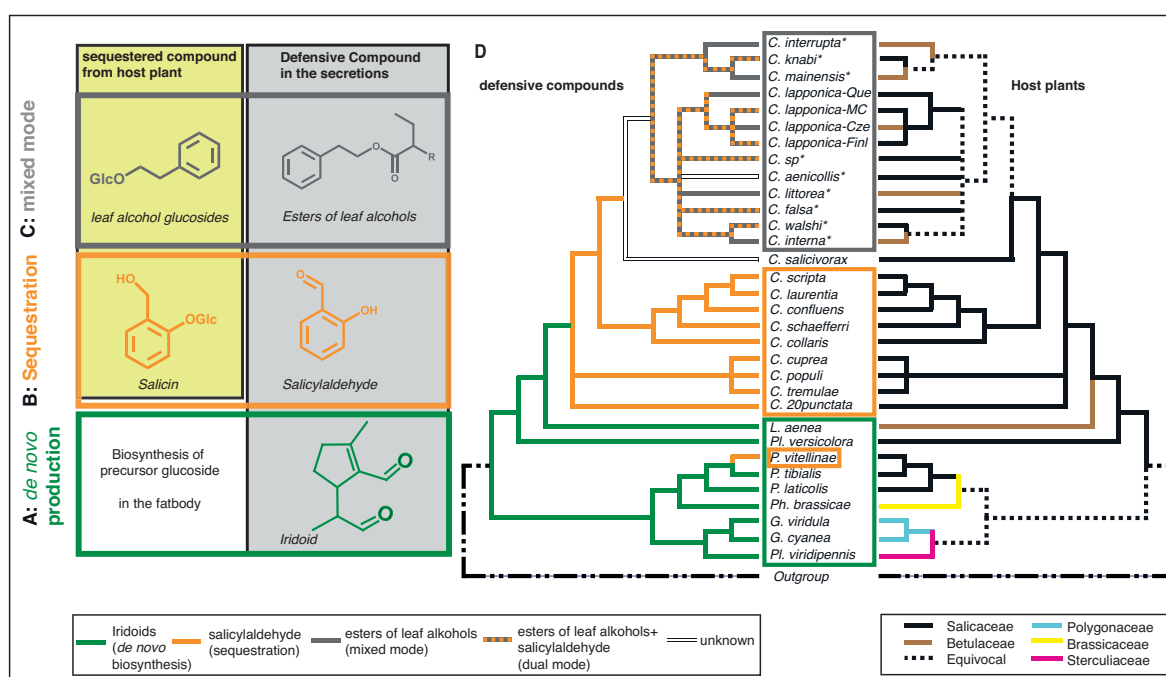 sequestered compound
from host plant
Defensive Compound
in the secretions
C: mixed mode
GlcO
leaf alcohol glucosides
O
O
R
Esters of leaf alcohols
B: Sequestration
HO
OGlc
Salicin
O
OH
Salicylaldehyde
A: de novo
production
Biosynthesis of
precursor glucoside
in the fatbody
O
O
Iridoid
D
defensive compounds
Host plants
C. interrupta*
C. knabi*
C. mainensis*
C. lapponica-Que
C. lapponica-MC
C. lapponica-Cze
C. lapponica-Finl
C. sp*
C. aenicollis*
C. littorea*
C. falsa*
C. walshi*
C. interna*
C. salicivorax
C. scripta
C. laurentia
C. confluens
C. schaefferri
C. collaris
C. cuprea
C. populi
C. tremulae
C. 20punctata
L. aenea
Pl. versicolora
P. vitellinae
P. tibialis
P. laticolis
Ph. brassicae
G. viridula
G. cyanea
Pl. viridipennis
Outgroup
Iridoids
(de novo
biosynthesis)
salicylaldehyde
(sequestration)
esters of leaf alkohols
(mixed mode)
esters of leaf alkohols+
salicylaldehyde
(dual mode)
unknown
Salicaceae
Betulaceae
Equivocal
Polygonaceae
Brassicaceae
Sterculiaceae